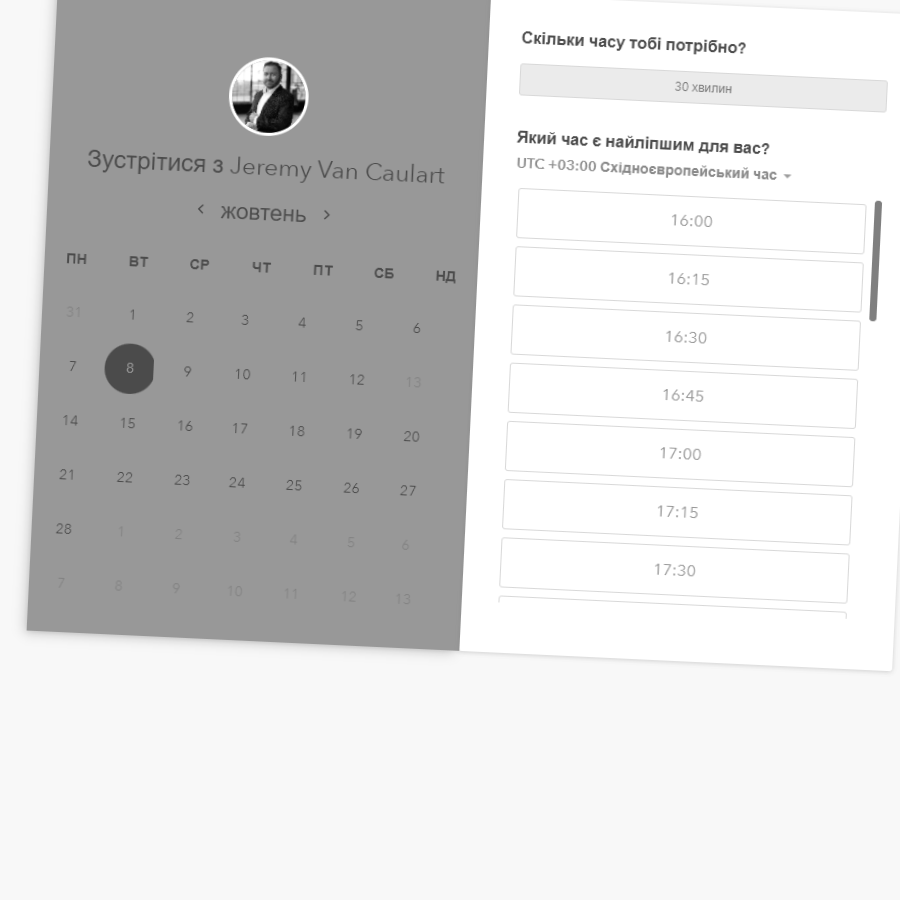 Зустрітися з Jeremy Van Caulart
жовтень
ПН ВТ СР ЧТ ПТ СБ НД
31 1 2 3 4 5 6
7 8 9 10 11 12 13
14 15 16 17 18 19 20
21 22 23 24 25 26 27
28 1 2 3 4 5 6
7 8 9 10 11 12 13
Скільки часу тобі потрібно?
30 хвилин
Який час є найліпшим для вас?
UTC +03:00 Східноєвропейський час
16:00
16:15
16:30
16:45
17:00
17:15
17:30